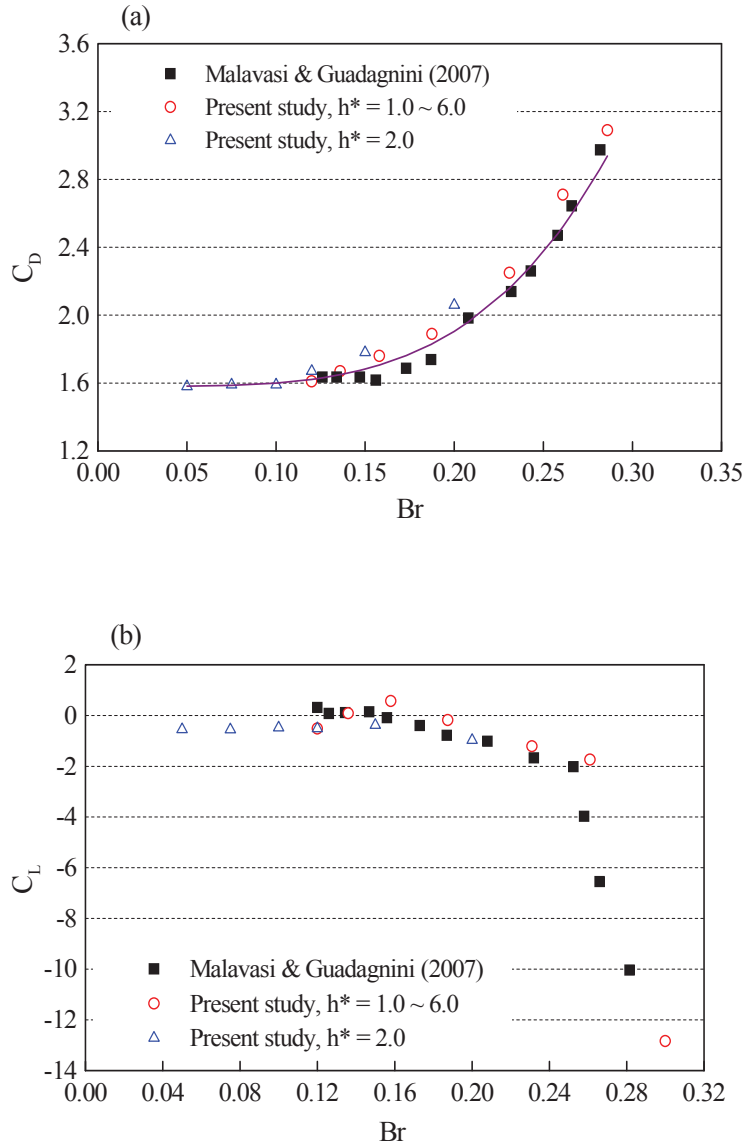 (a)
3.6
3.2
2.8
2.4
2.0
1.6
1.2
C_D
Malavasi & Guadagnini (2007)
Present study, h* = 1.0 ~ 6.0
Present study, h* = 2.0
0.00 0.05 0.10 0.15 0.20 0.25 0.30 0.35
Br
(b)
2
0
-2
-4
-6
-8
-10
-12
-14
C_L
Malavasi & Guadagnini (2007)
Present study, h* = 1.0 ~ 6.0
Present study, h* = 2.0
0.00 0.04 0.08 0.12 0.16 0.20 0.24 0.28 0.32
Br